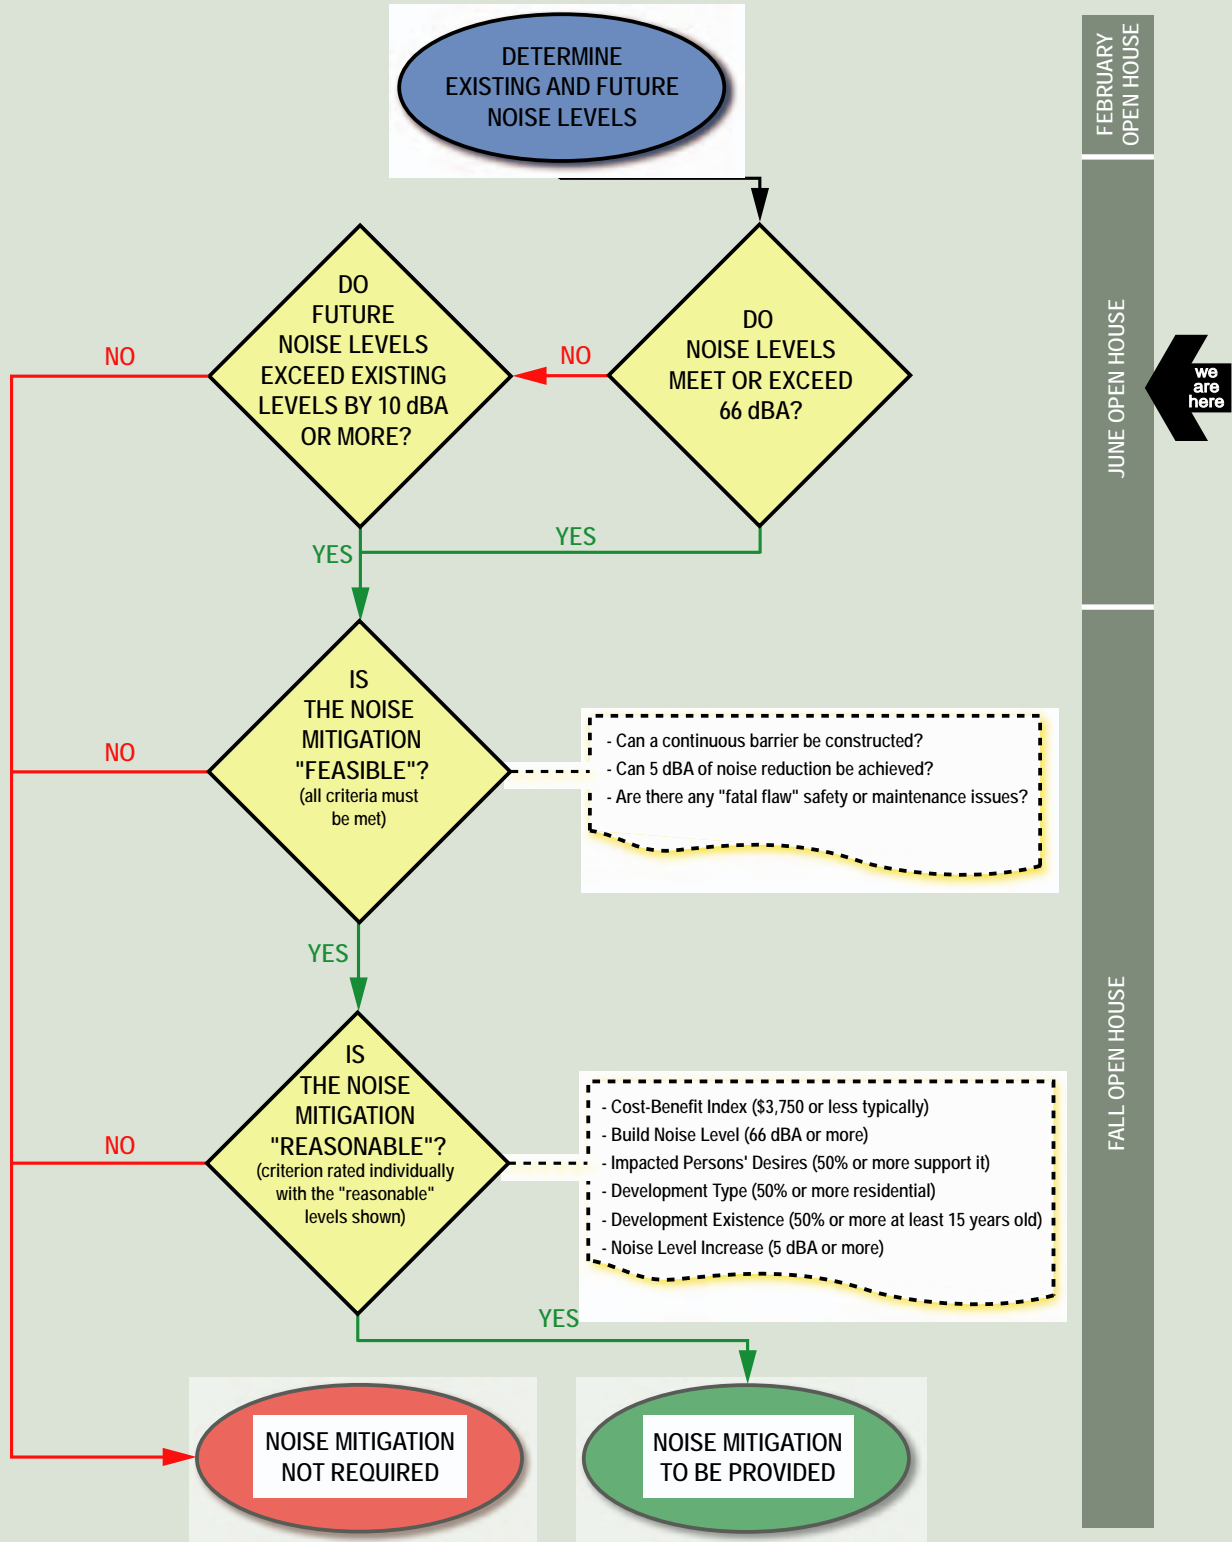 DETERMINE
EXISTING AND FUTURE
NOISE LEVELS
FEBRUARY
OPEN HOUSE
DO
FUTURE
NOISE LEVELS
EXCEED EXISTING
LEVELS BY 10 dBA
OR MORE?
DO
NOISE LEVELS
MEET OR EXCEED
66 dBA?
NO
NO
YES
YES
JUNE OPEN HOUSE
we
are
here
IS
THE NOISE
MITIGATION
"FEASIBLE"?
(all criteria must
be met)
NO
YES
- Can a continuous barrier be constructed?
- Can 5 dBA of noise reduction be achieved?
- Are there any "fatal flaw" safety or maintenance issues?
IS
THE NOISE
MITIGATION
"REASONABLE"?
(criterion rated individually
with the "reasonable"
levels shown)
NO
YES
- Cost-Benefit Index ($3,750 or less typically)
- Build Noise Level (66 dBA or more)
- Impacted Persons' Desires (50% or more support it)
- Development Type (50% or more residential)
- Development Existence (50% or more at least 15 years old)
- Noise Level Increase (5 dBA or more)
FALL OPEN HOUSE
NOISE MITIGATION
NOT REQUIRED
NOISE MITIGATION
TO BE PROVIDED